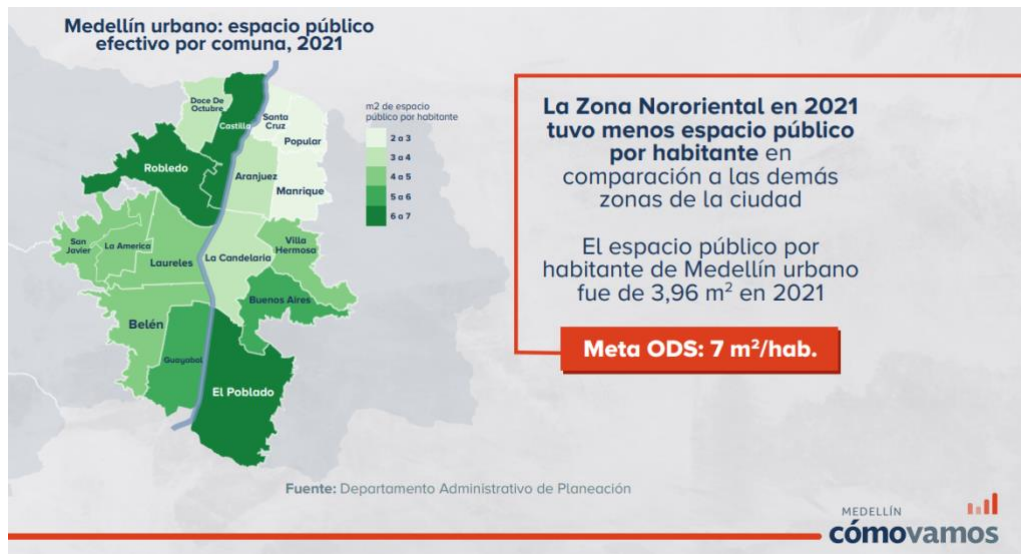 Medellín urbano: espacio público
efectivo por comuna, 2021
Doce De
Octubre
Castilla
Santa
Cruz
Popular
Robledo
Aranjuez
Manrique
San
Javier
La America
Laureles
La Candelaria
Villa
Hermosa
Buenos Aires
Belén
Guayabal
El Poblado
m2 de espacio
público por habitante
2 a 3
3 a 4
4 a 5
5 a 6
6 a 7
La Zona Nororiental en 2021
tuvo menos espacio público
por habitante en
comparación a las demás
zonas de la ciudad
El espacio público por
habitante de Medellín urbano
fue de 3,96 m² en 2021
Meta ODS: 7 m²/hab.
Fuente: Departamento Administrativo de Planeación
MEDELLÍN
cómovamos